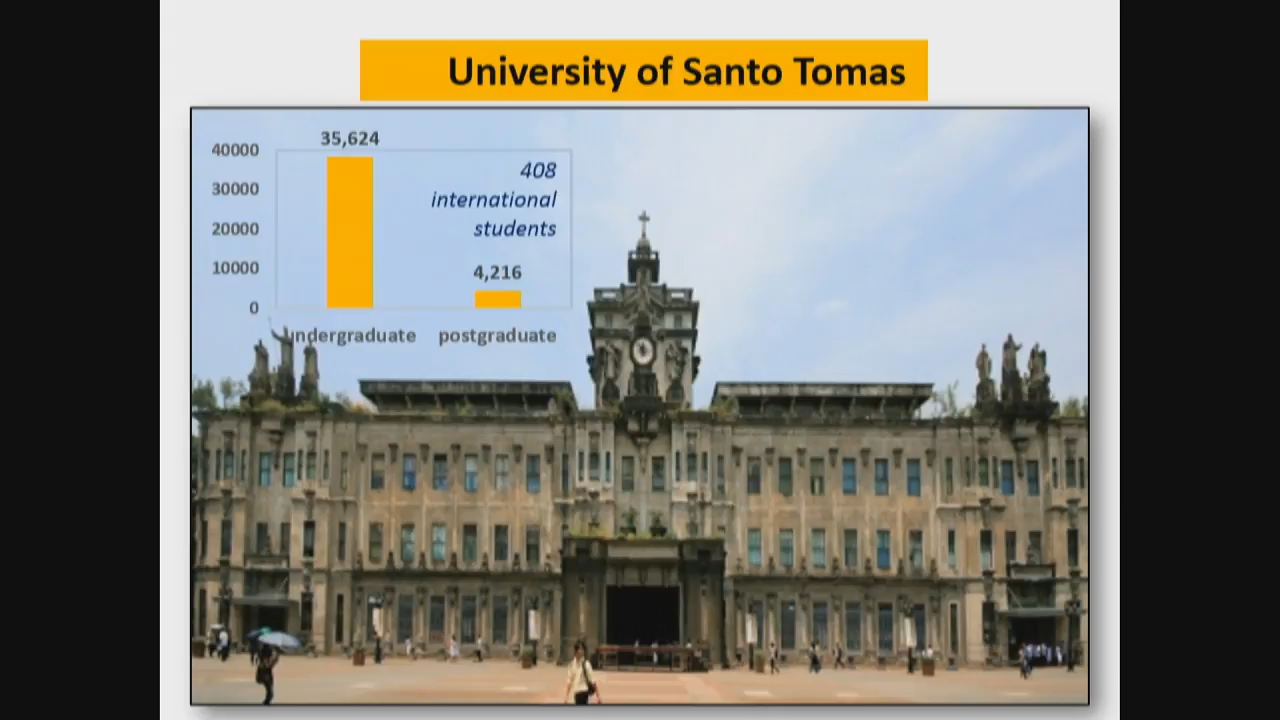 University of Santo Tomas
35,624
40000
30000
20000
10000
0
408
international
students
4,216
undergraduate
postgraduate